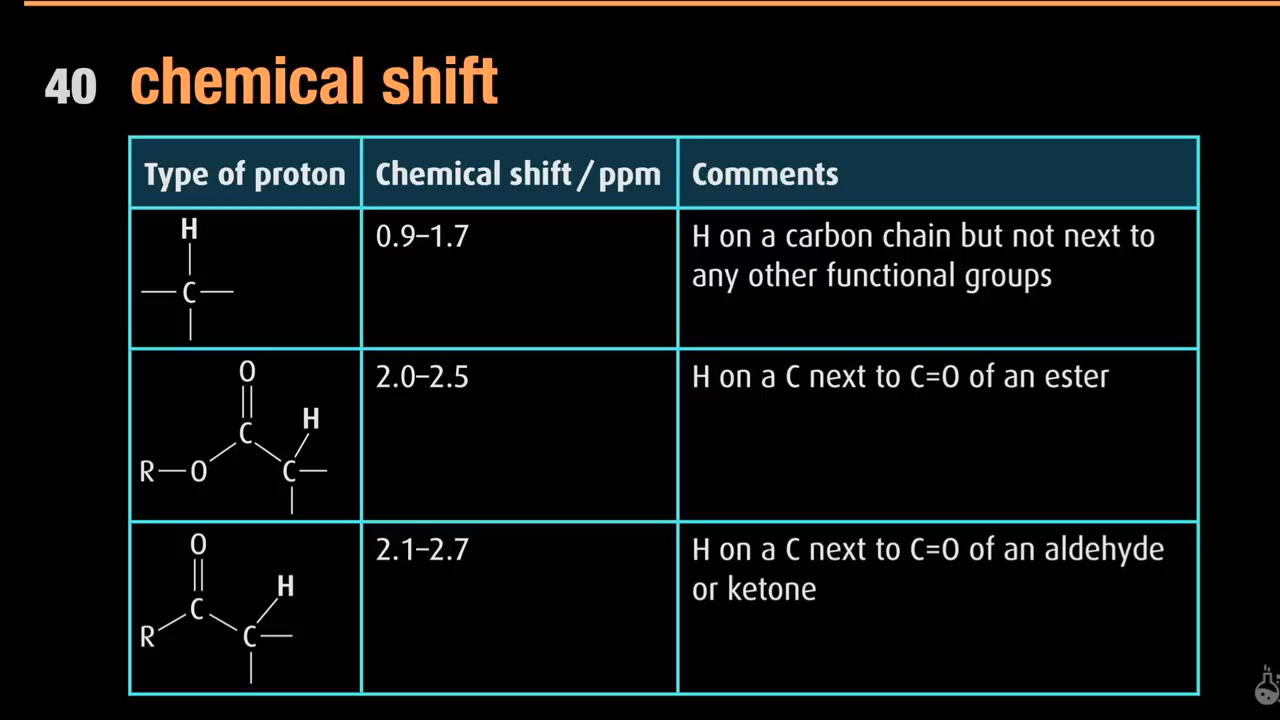 40 chemical shift
Type of proton
Chemical shift / ppm
Comments
H
C
0.9–1.7
H on a carbon chain but not next to
any other functional groups
O
H
C
R O C
2.0–2.5
H on a C next to C=O of an ester
O
H
C
R C
2.1–2.7
H on a C next to C=O of an aldehyde
or ketone